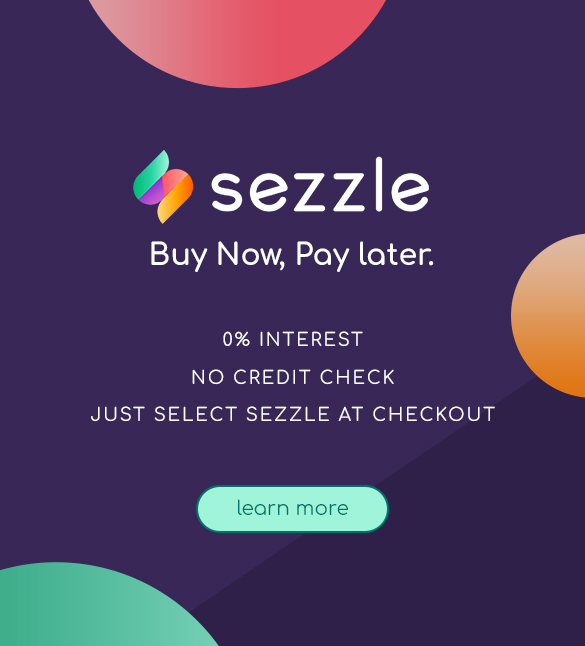 sezzle
Buy Now, Pay later.
0% INTEREST
NO CREDIT CHECK
JUST SELECT SEZZLE AT CHECKOUT
learn more